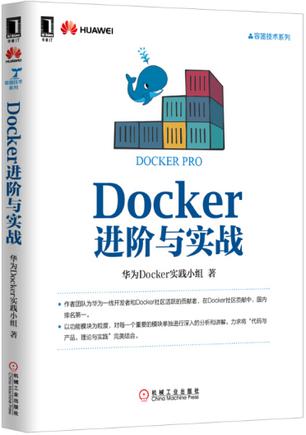 HUAWEI
容器技术系列
DOCKER PRO
Docker
进阶与实战
华为Docker实践小组 著
作者团队为华为一线开发者和Docker社区活跃的贡献者，在Docker社区贡献中，国内
排名第一。
以功能模块为粒度，对每一个重要的模块单独进行深入的分析和讲解，力求将“代码与
产品，理论与实践”完美结合。
机械工业出版社
China Machine Press
HUAWEI
容器技术系列
Docker进阶与实战
华为Docker实践小组 著
机械工业出版社
China Machine Press